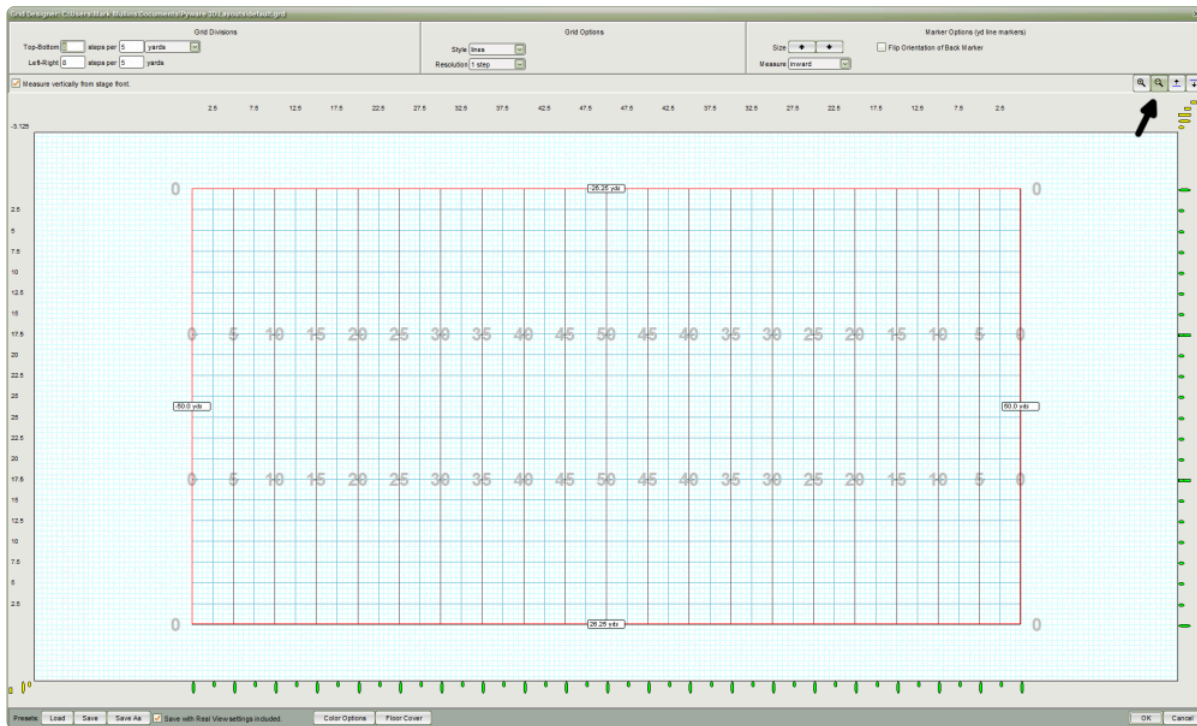 Grid Designer: C:\Users\Mark Mullins\Documents\Pyware 3D\Layouts\default.grd
Grid Divisions
Top-Bottom steps per 5 yards
Left-Right 8 steps per 5 yards
Grid Options
Style lines
Resolution 1 step
Marker Options (yd line markers)
Size
Flip Orientation of Back Marker
Measure inward
Measure vertically from stage front.
2.5 7.5 12.5 17.5 22.5 27.5 32.5 37.5 42.5 47.5 47.5 42.5 37.5 32.5 27.5 22.5 17.5 12.5 7.5 2.5
-3.125
0 -26.25 yds 0
2.5
5
7.5
10
12.5
15
17.5 0 5 10 15 20 25 30 35 40 45 50 45 40 35 30 25 20 15 10 5 0
20
22.5
25
-50.0 yds 50.0 yds
25
22.5
20
17.5 0 5 10 15 20 25 30 35 40 45 50 45 40 35 30 25 20 15 10 5 0
15
12.5
10
7.5
5
2.5
0 26.25 yds 0
Presets: Load Save Save As Save with Real View settings included. Color Options Floor Cover OK Cancel